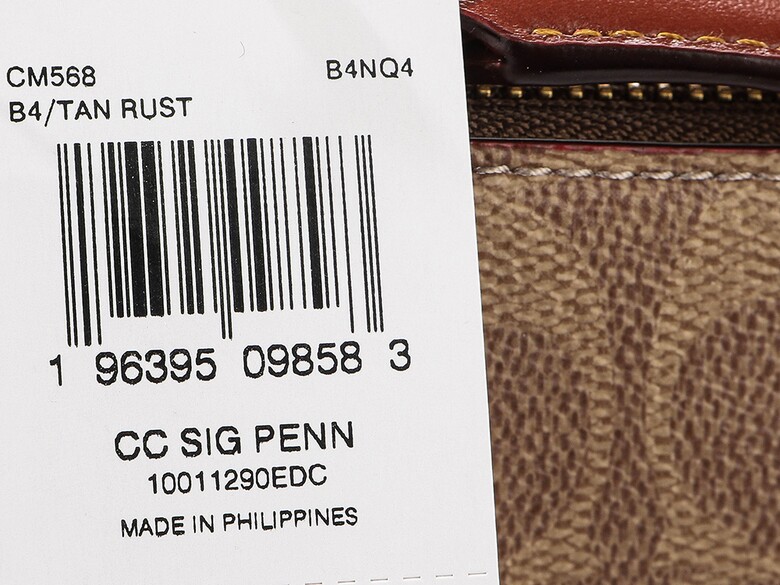 CM568 B4NQ4
B4/TAN RUST
1 96395 09858 3
CC SIG PENN
10011290EDC
MADE IN PHILIPPINES